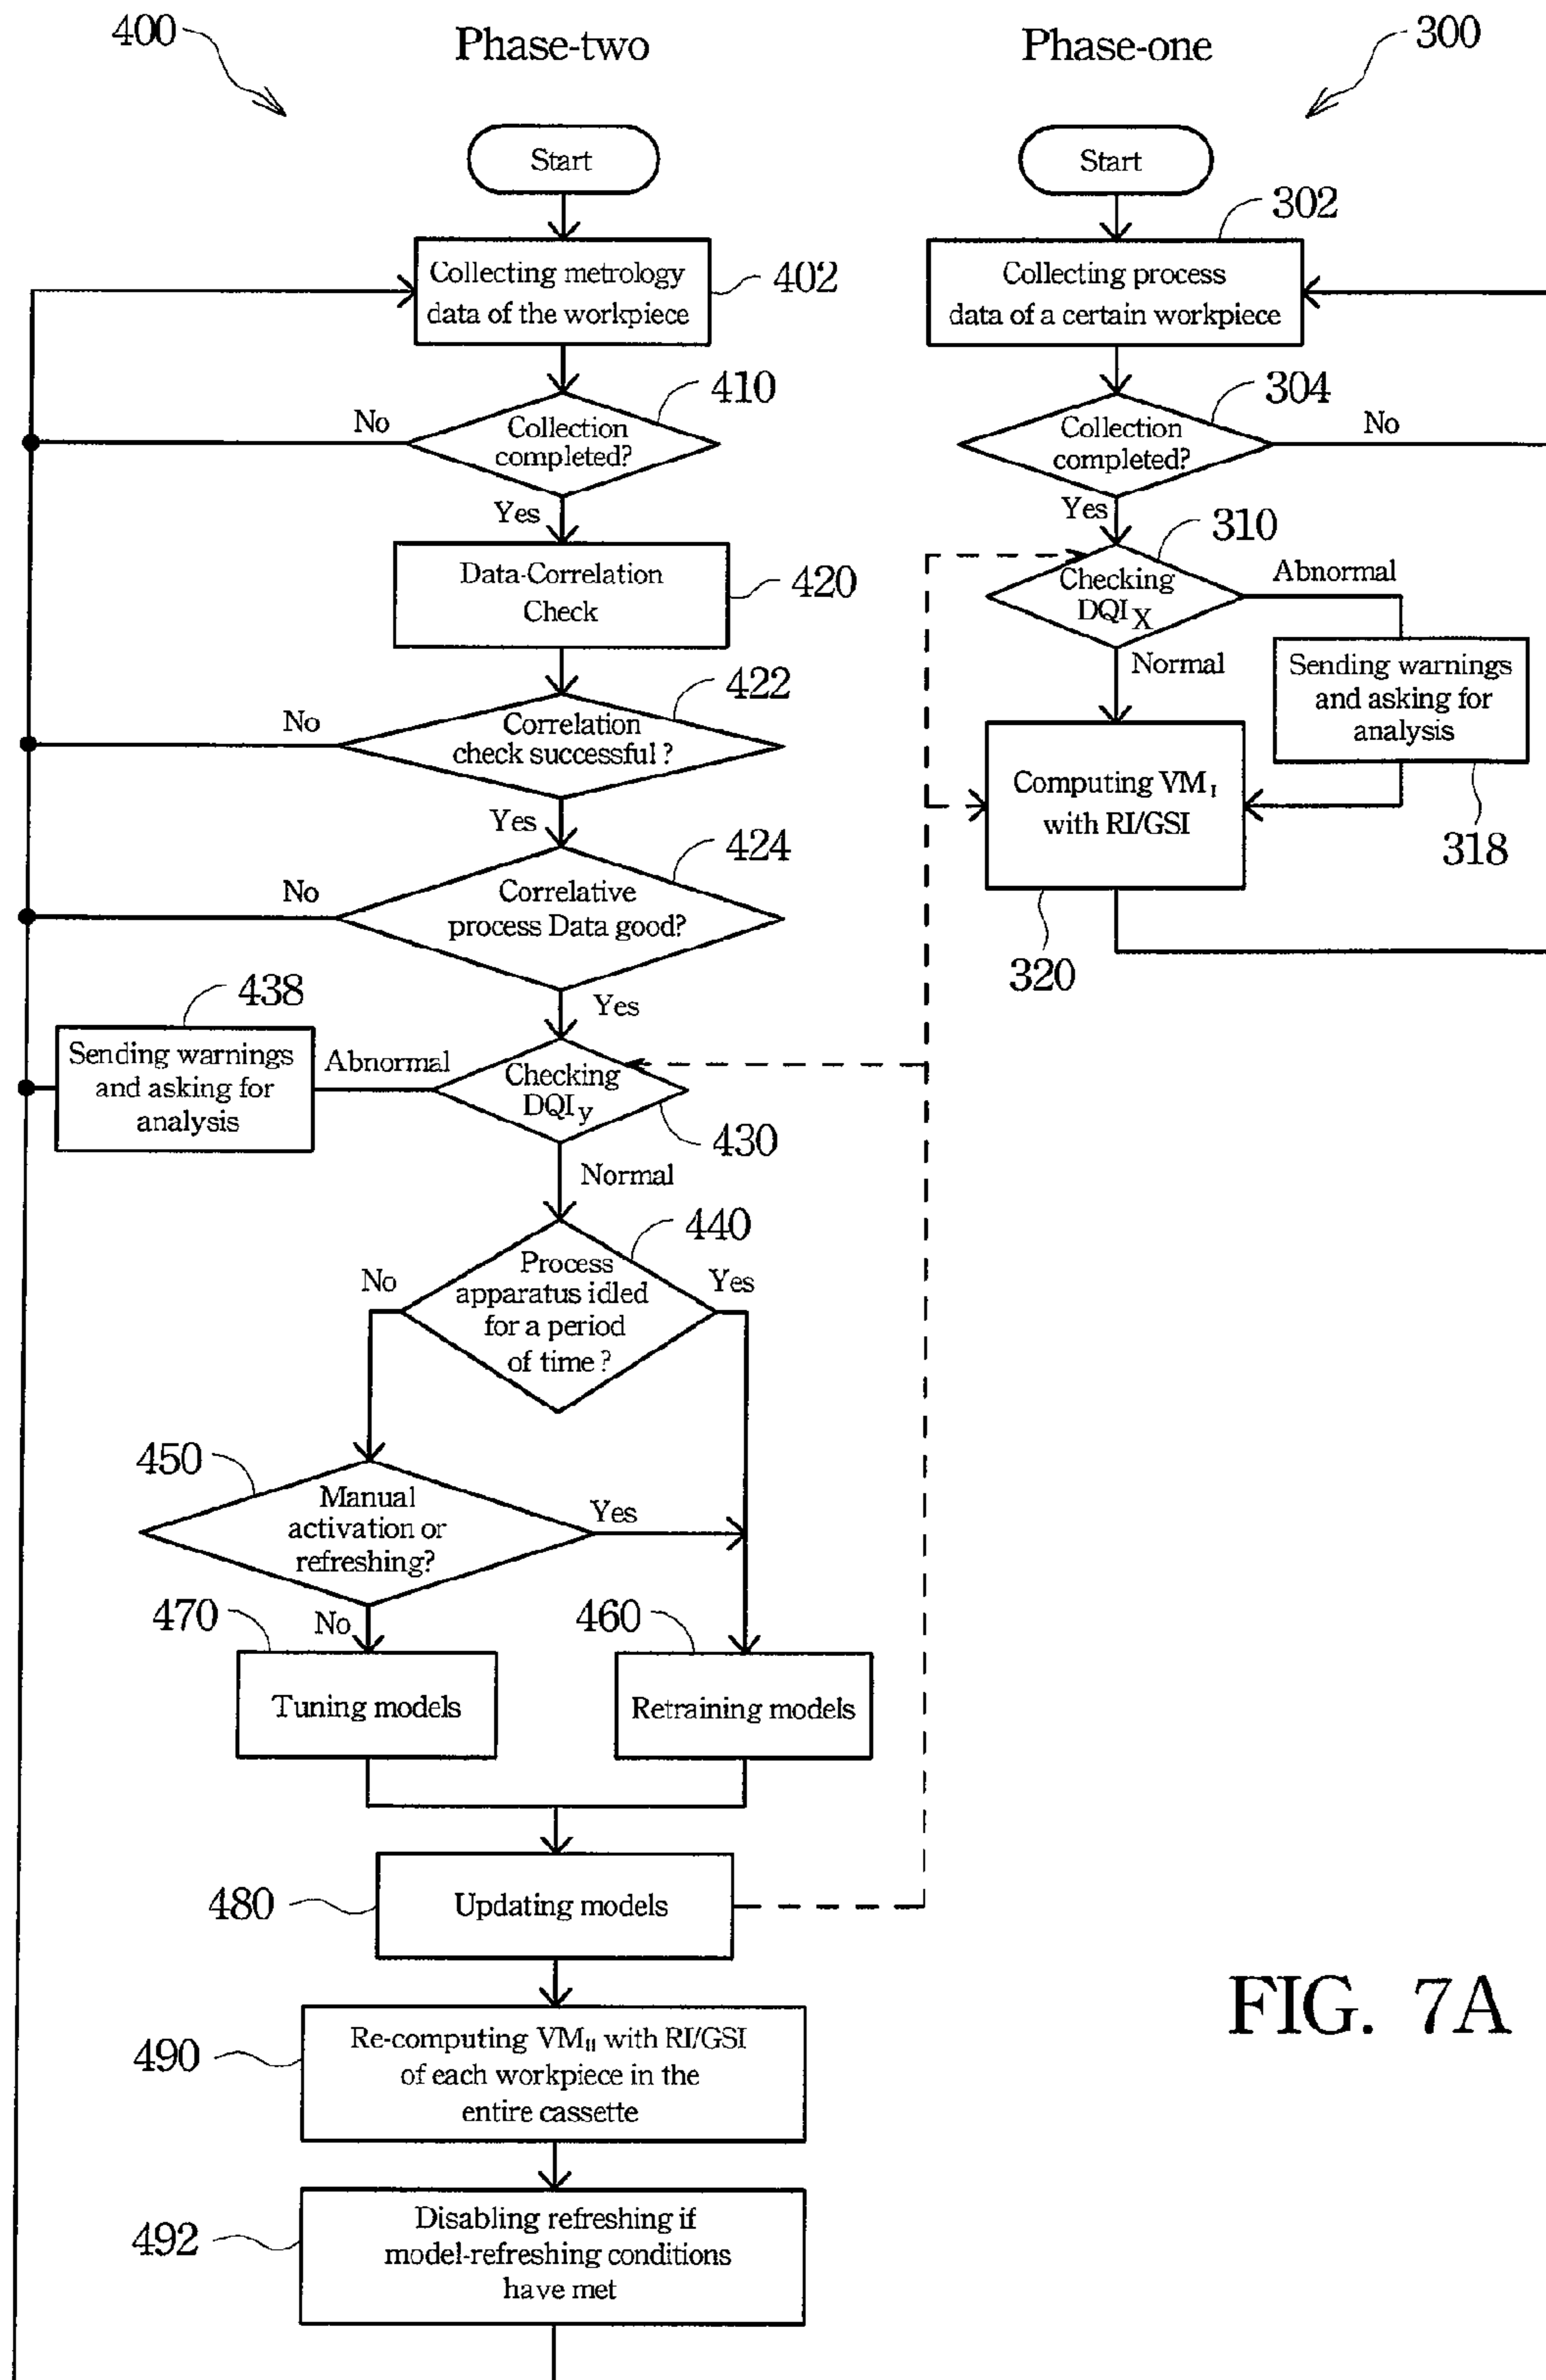 400
Phase-two
Start
Collecting metrology
data of the workpiece
402
410
No
Collection
completed?
Yes
Data-Correlation
Check
420
422
No
Correlation
check successful ?
Yes
424
No
Correlative
process Data good?
Yes
438
Sending warnings
and asking for
analysis
Abnormal
Checking
DQIy
430
Normal
440
No
Process
apparatus idled
for a period
of time ?
Yes
450
Manual
activation or
refreshing?
Yes
470
No
460
Tuning models
Retraining models
480
Updating models
490
Re-computing VMII with RI/GSI
of each workpiece in the
entire cassette
492
Disabling refreshing if
model-refreshing conditions
have met
Phase-one
300
Start
302
Collecting process
data of a certain workpiece
304
Collection
completed?
No
Yes
310
Checking
DQIX
Abnormal
Normal
Sending warnings
and asking for
analysis
318
Computing VMI
with RI/GSI
320
FIG. 7A